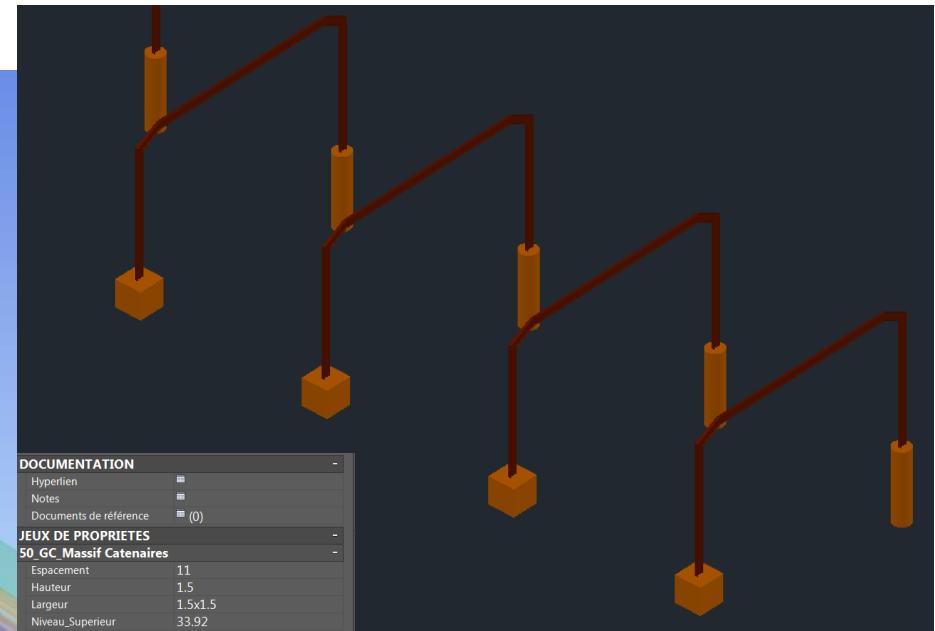 DOCUMENTATION -
Hyperlien
Notes
Documents de référence (0)
JEUX DE PROPRIETES -
50_GC_Massif Catenaires -
Espacement 11
Hauteur 1.5
Largeur 1.5x1.5
Niveau_Superieur 33.92